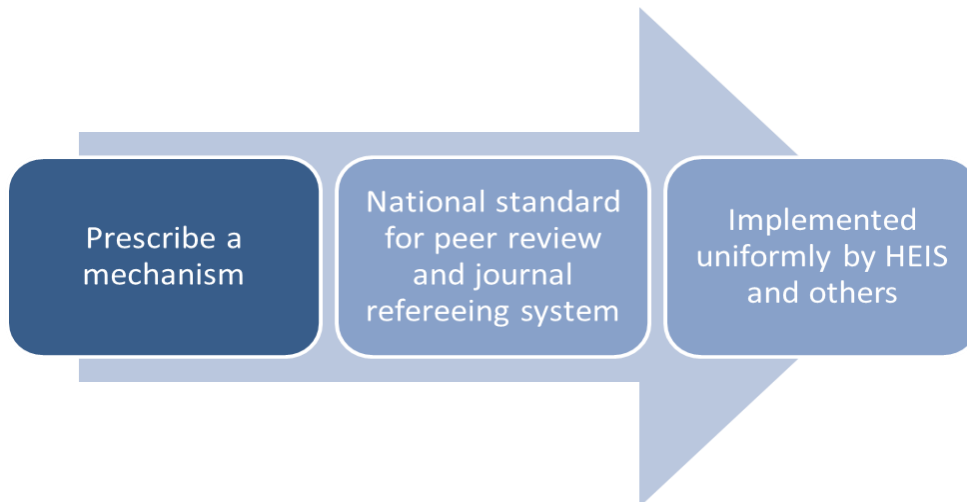 Prescribe a
mechanism
National standard
for peer review
and journal
refereeing system
Implemented
uniformly by HEIS
and others